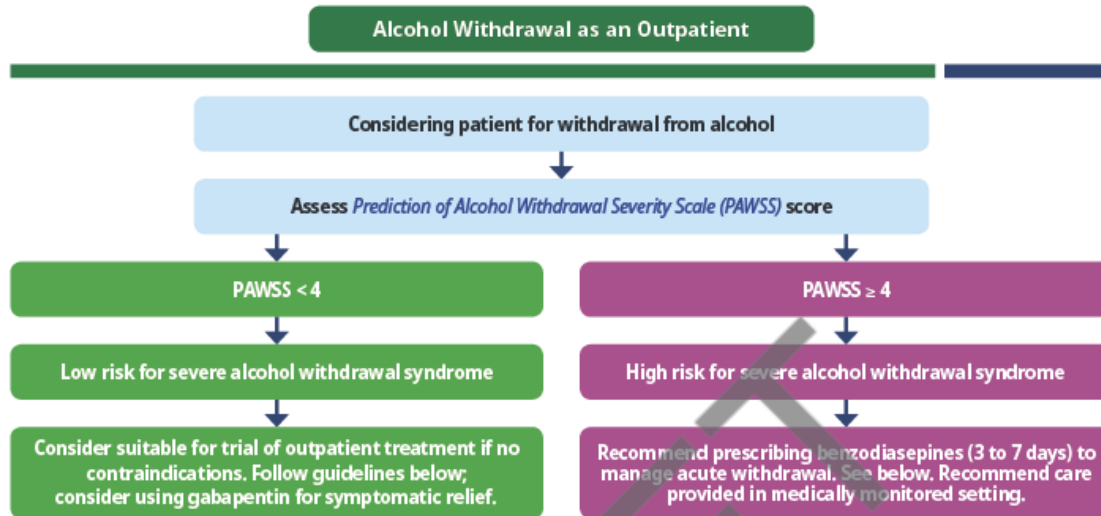 Alcohol Withdrawal as an Outpatient
Considering patient for withdrawal from alcohol
Assess Prediction of Alcohol Withdrawal Severity Scale (PAWSS) score
PAWSS < 4
PAWSS ≥ 4
Low risk for severe alcohol withdrawal syndrome
High risk for severe alcohol withdrawal syndrome
Consider suitable for trial of outpatient treatment if no
contraindications. Follow guidelines below;
consider using gabapentin for symptomatic relief.
Recommend prescribing benzodiasepines (3 to 7 days) to
manage acute withdrawal. See below. Recommend care
provided in medically monitored setting.